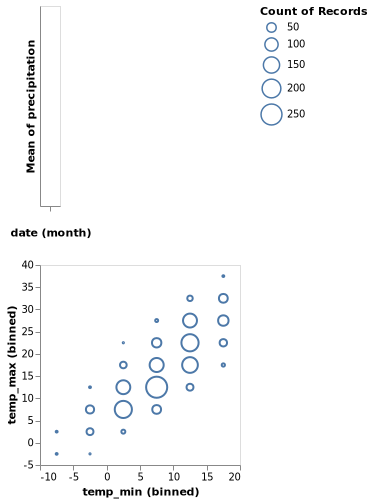 Count of Records
50
100
150
200
250
Mean of precipitation
date (month)
40
35
30
25
20
15
10
5
0
-5
temp_max (binned)
-10 -5 0 5 10 15 20
temp_min (binned)